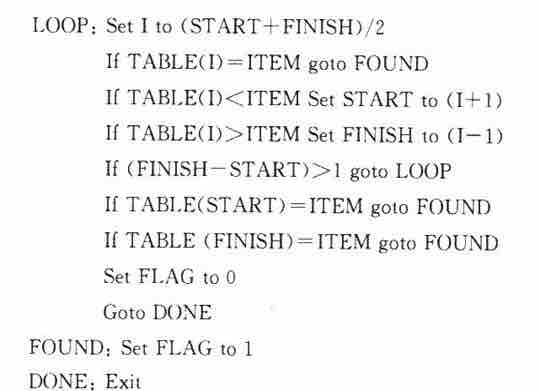 LOOP: Set I to (START+FINISH)/2
If TABLE(I)=ITEM goto FOUND
If TABLE(I)<ITEM Set START to (I+1)
If TABLE(I)>ITEM Set FINISH to (I-1)
If (FINISH-START)>1 goto LOOP
If TABLE(START)=ITEM goto FOUND
If TABLE (FINISH)=ITEM goto FOUND
Set FLAG to 0
Goto DONE
FOUND: Set FLAG to 1
DONE: Exit